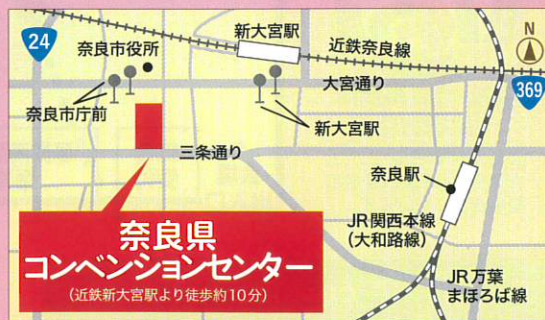 24
奈良市役所
新大宮駅
近鉄奈良線
N
大宮通り
369
奈良市庁前
新大宮駅
三条通り
奈良駅
JR関西本線
(大和路線)
JR万葉
まほろば線
奈良県
コンベンションセンター
(近鉄新大宮駅より徒歩約10分)